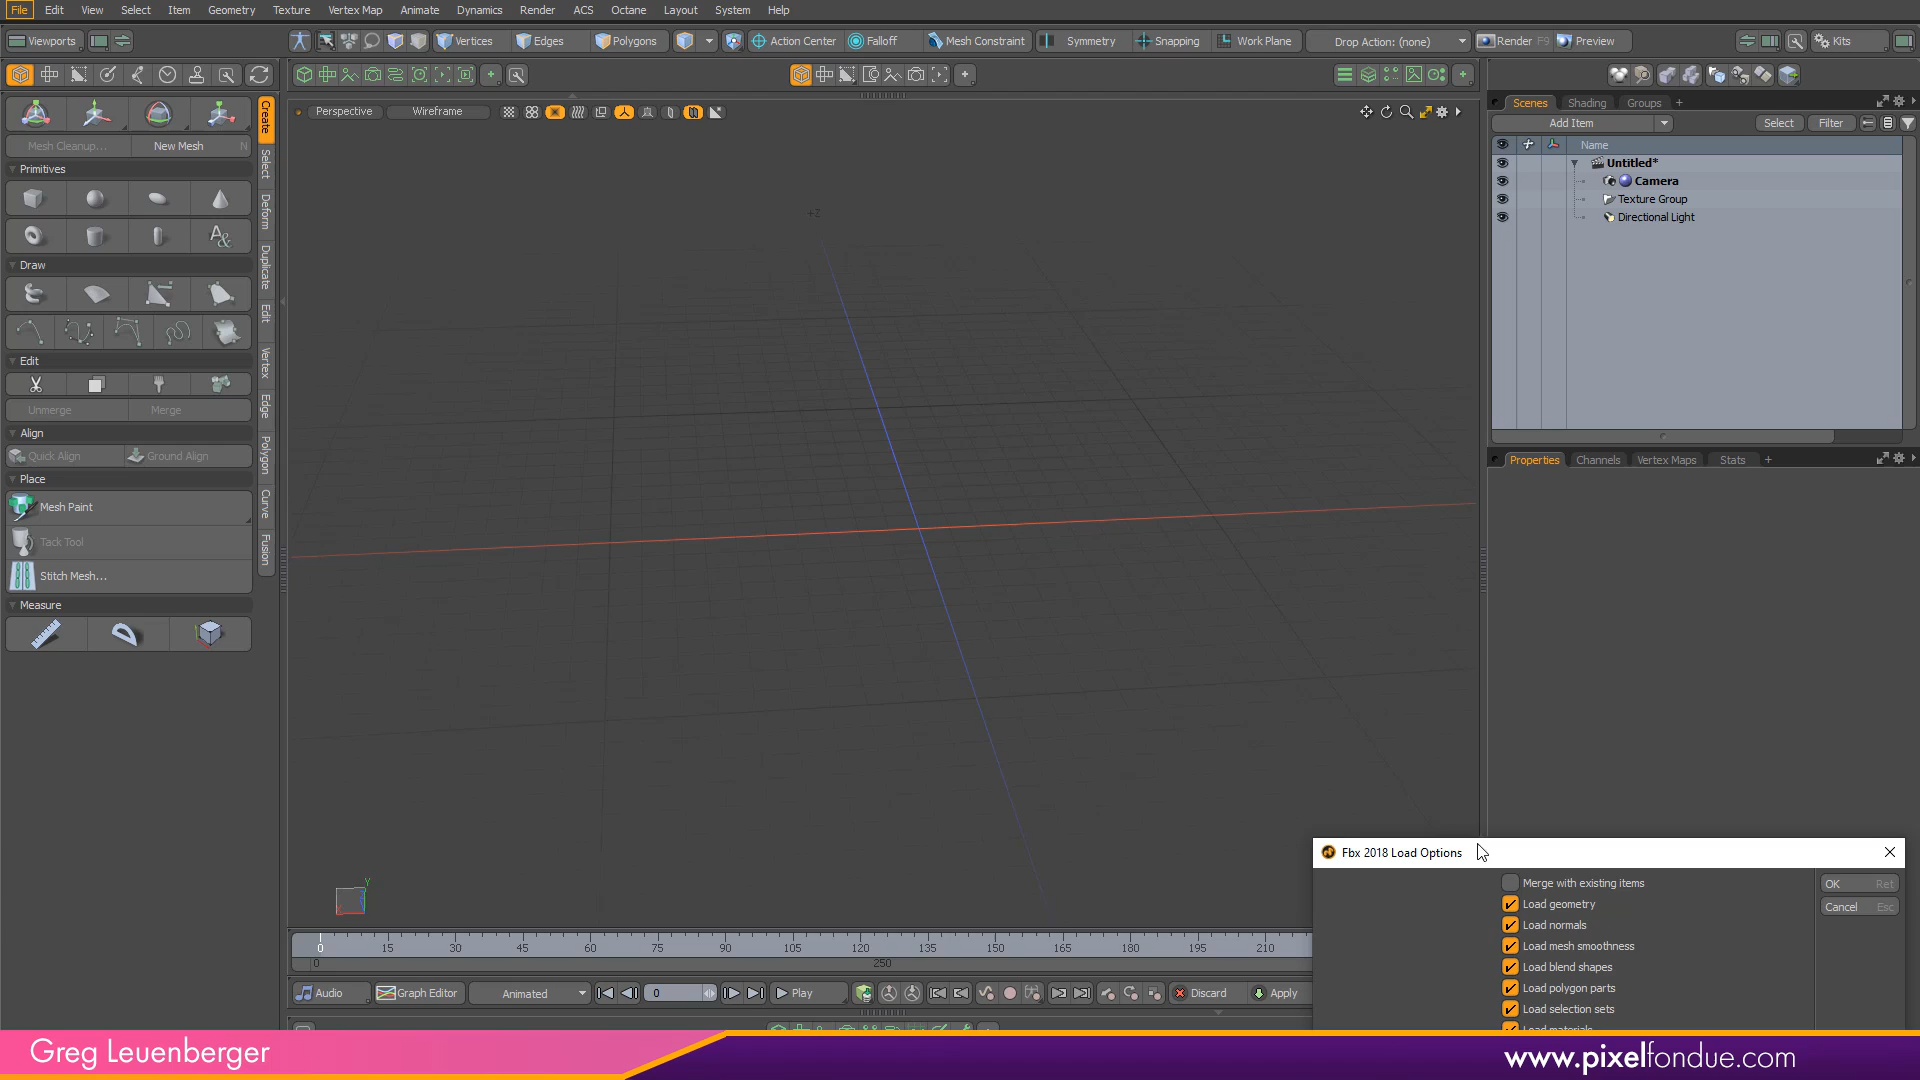 File Edit View Select Item Geometry Texture Vertex Map Animate Dynamics Render ACS Octane Layout System Help
Viewports Vertices Edges Polygons Action Center Falloff Mesh Constraint Symmetry Snapping Work Plane Drop Action: (none) Render F9 Preview Kits
Perspective Wireframe
Scenes Shading Groups +
Add Item Select Filter
Name
Untitled*
Camera
Texture Group
Directional Light
Properties Channels Vertex Maps Stats +
Mesh Cleanup... New Mesh N
Primitives
Draw
Edit
Unmerge Merge
Align
Quick Align Ground Align
Place
Mesh Paint
Tack Tool
Stitch Mesh...
Measure
Create
Select
Deform
Duplicate
Edit
Vertex
Edge
Polygon
Curve
Fusion
+Z
Y
X
Fbx 2018 Load Options
Merge with existing items
Load geometry
Load normals
Load mesh smoothness
Load blend shapes
Load polygon parts
Load selection sets
Load materials
OK Ret
Cancel Esc
0 15 30 45 60 75 90 105 120 135 150 165 180 195 210
0 250
Audio Graph Editor Animated 0 Play Discard Apply
Greg Leuenberger
www.pixelfondue.com